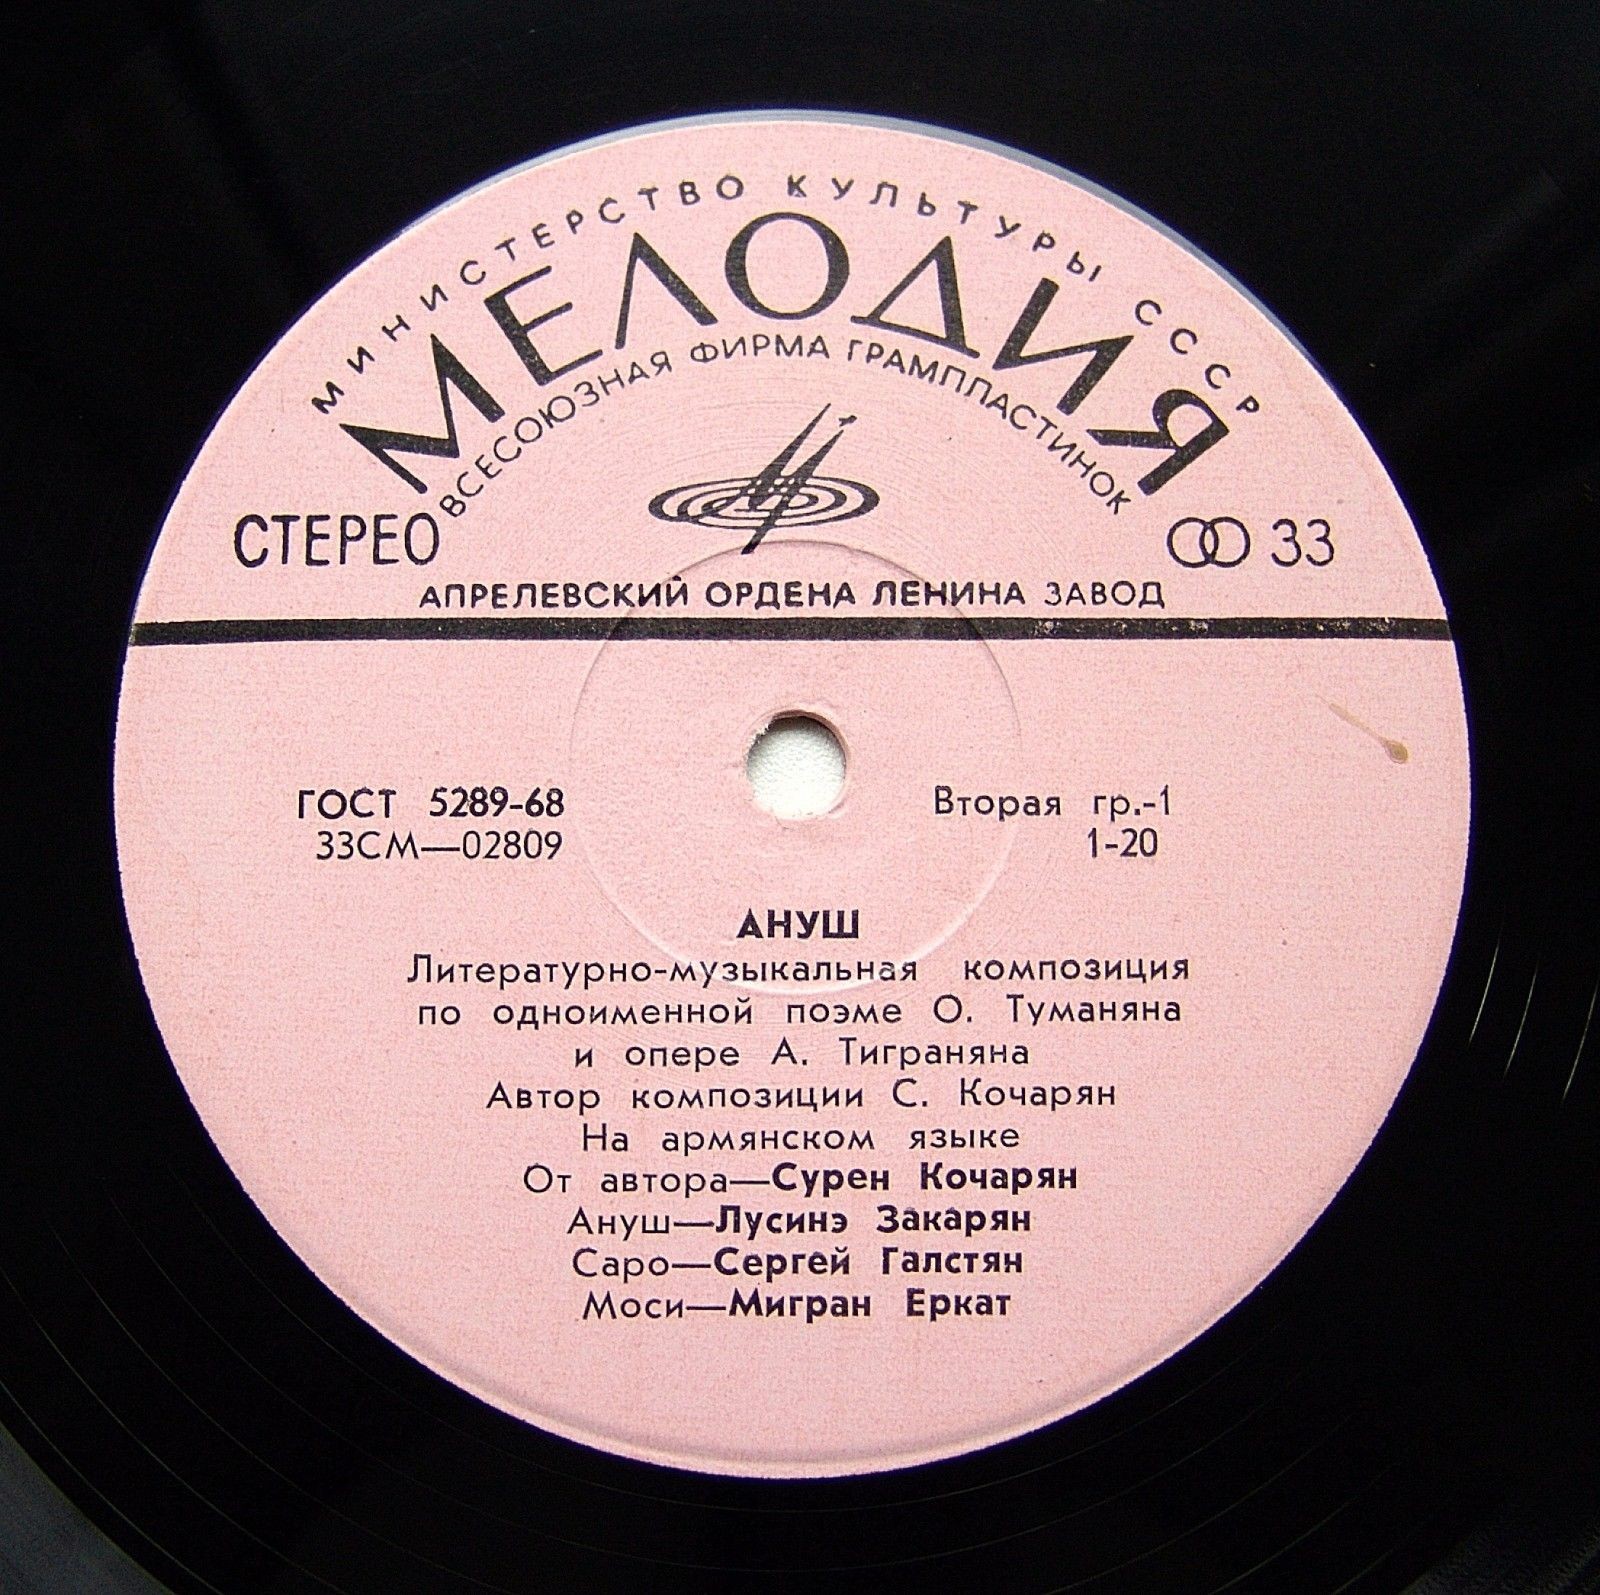 МИНИСТЕРСТВО КУЛЬТУРЫ СССР
МЕЛОДИЯ
ВСЕСОЮЗНАЯ ФИРМА ГРАМПЛАСТИНОК
СТЕРЕО
33
АПРЕЛЕВСКИЙ ОРДЕНА ЛЕНИНА ЗАВОД
ГОСТ 5289-68
33СМ—02809
Вторая гр.-1
1-20
АНУШ
Литературно-музыкальная композиция
по одноименной поэме О. Туманяна
и опере А. Тиграняна
Автор композиции С. Кочарян
На армянском языке
От автора—Сурен Кочарян
Ануш—Лусинэ Закарян
Саро—Сергей Галстян
Моси—Мигран Еркат